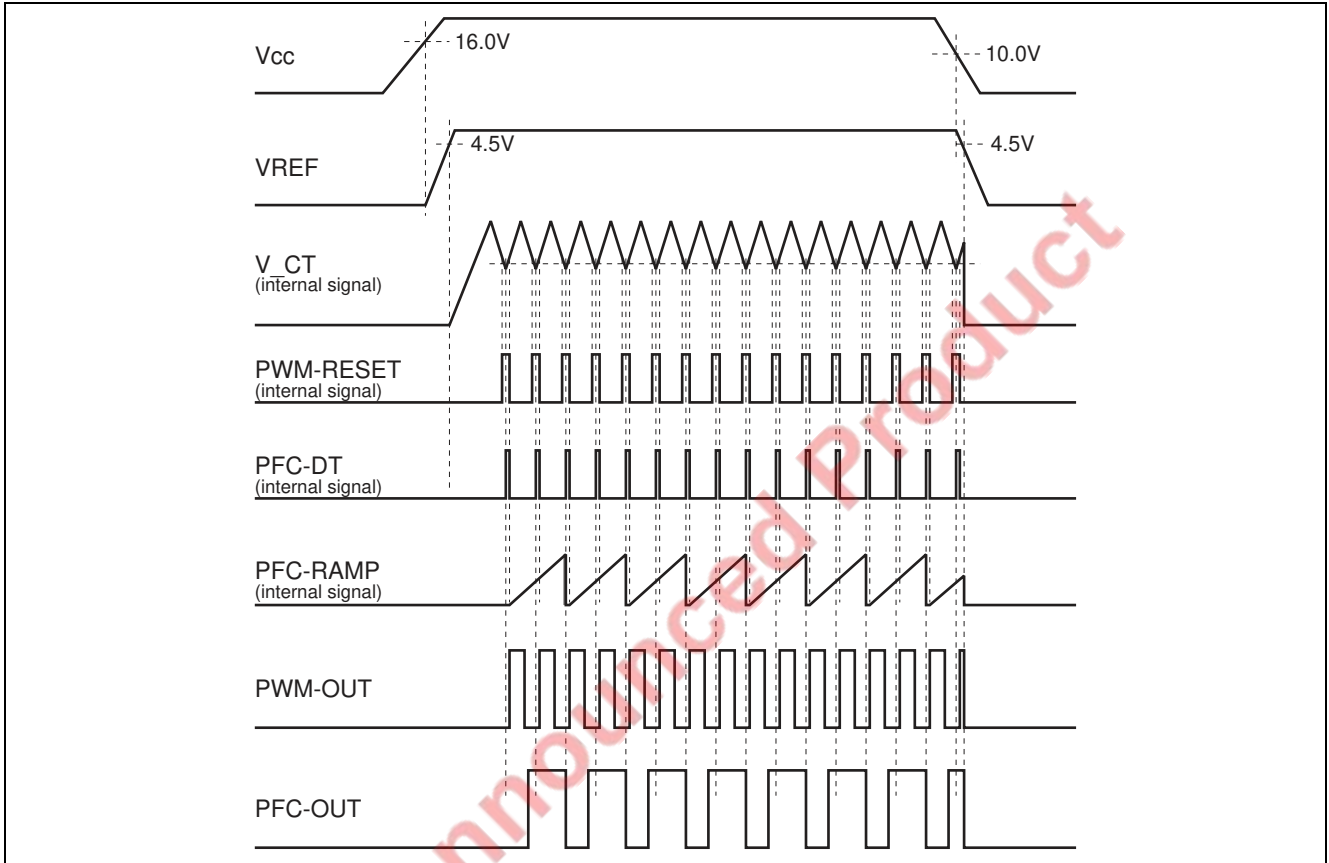 Vcc
16.0V
10.0V
VREF
4.5V
4.5V
V_CT
(internal signal)
PWM-RESET
(internal signal)
PFC-DT
(internal signal)
PFC-RAMP
(internal signal)
PWM-OUT
PFC-OUT
nnounced Product